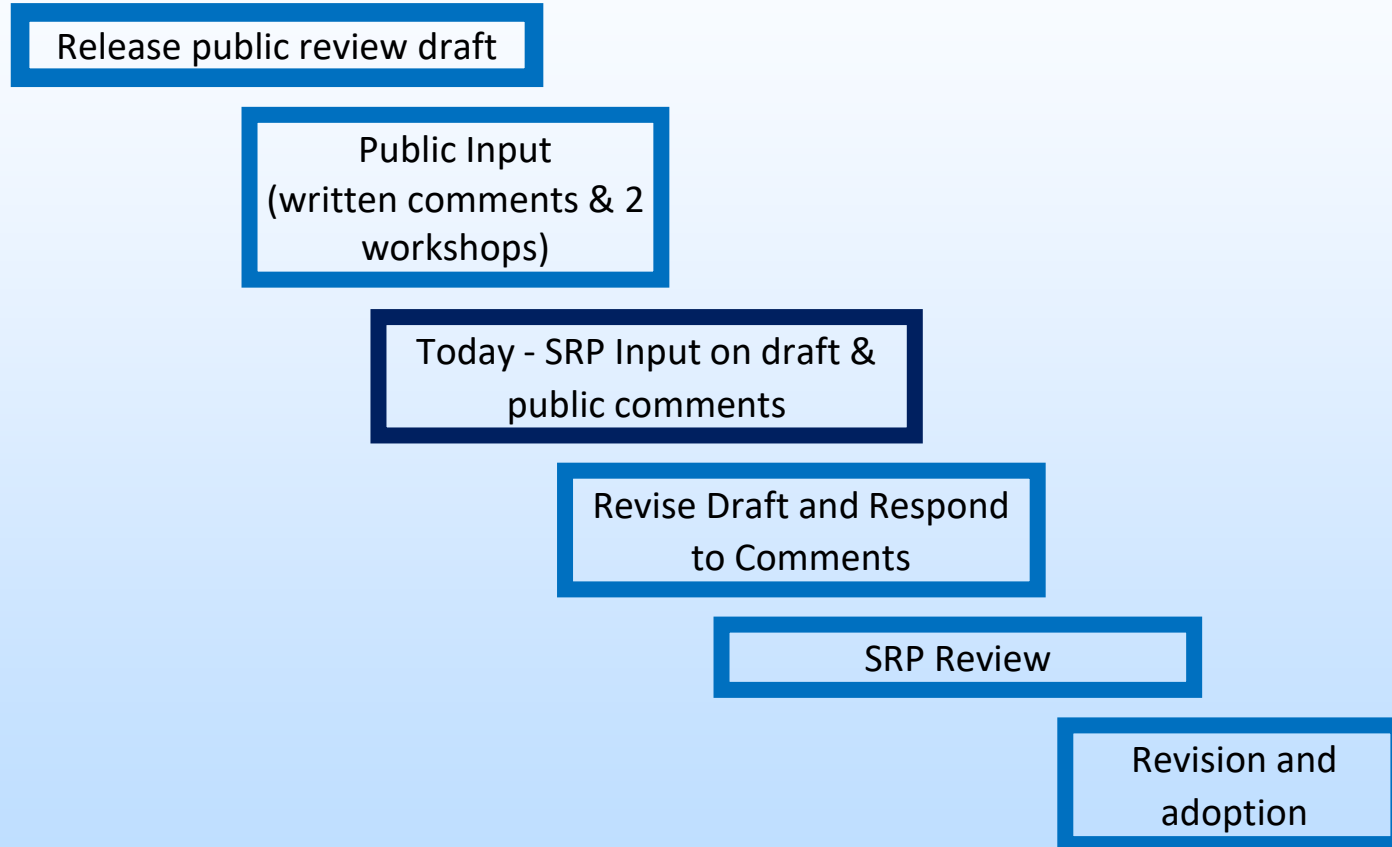 Release public review draft
Public Input
(written comments & 2
workshops)
Today - SRP Input on draft &
public comments
Revise Draft and Respond
to Comments
SRP Review
Revision and
adoption